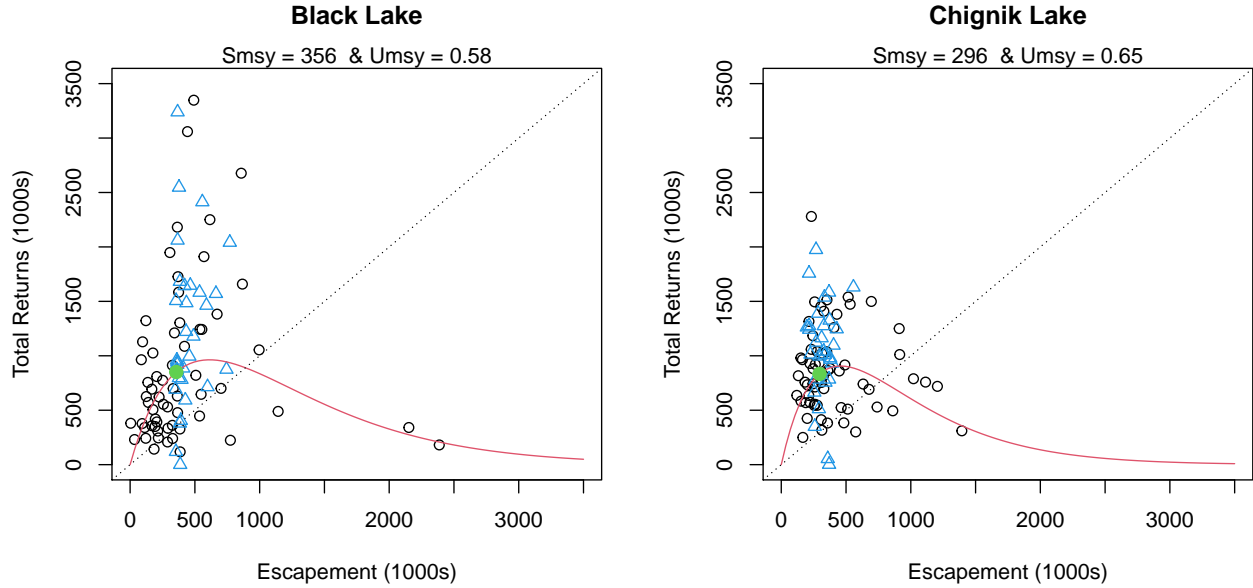 Black Lake
Smsy = 356 & Umsy = 0.58
Total Returns (1000s)
3500
2500
1500
500
0
0 500 1000 2000 3000
Escapement (1000s)
Chignik Lake
Smsy = 296 & Umsy = 0.65
Total Returns (1000s)
3500
2500
1500
500
0
0 500 1000 2000 3000
Escapement (1000s)